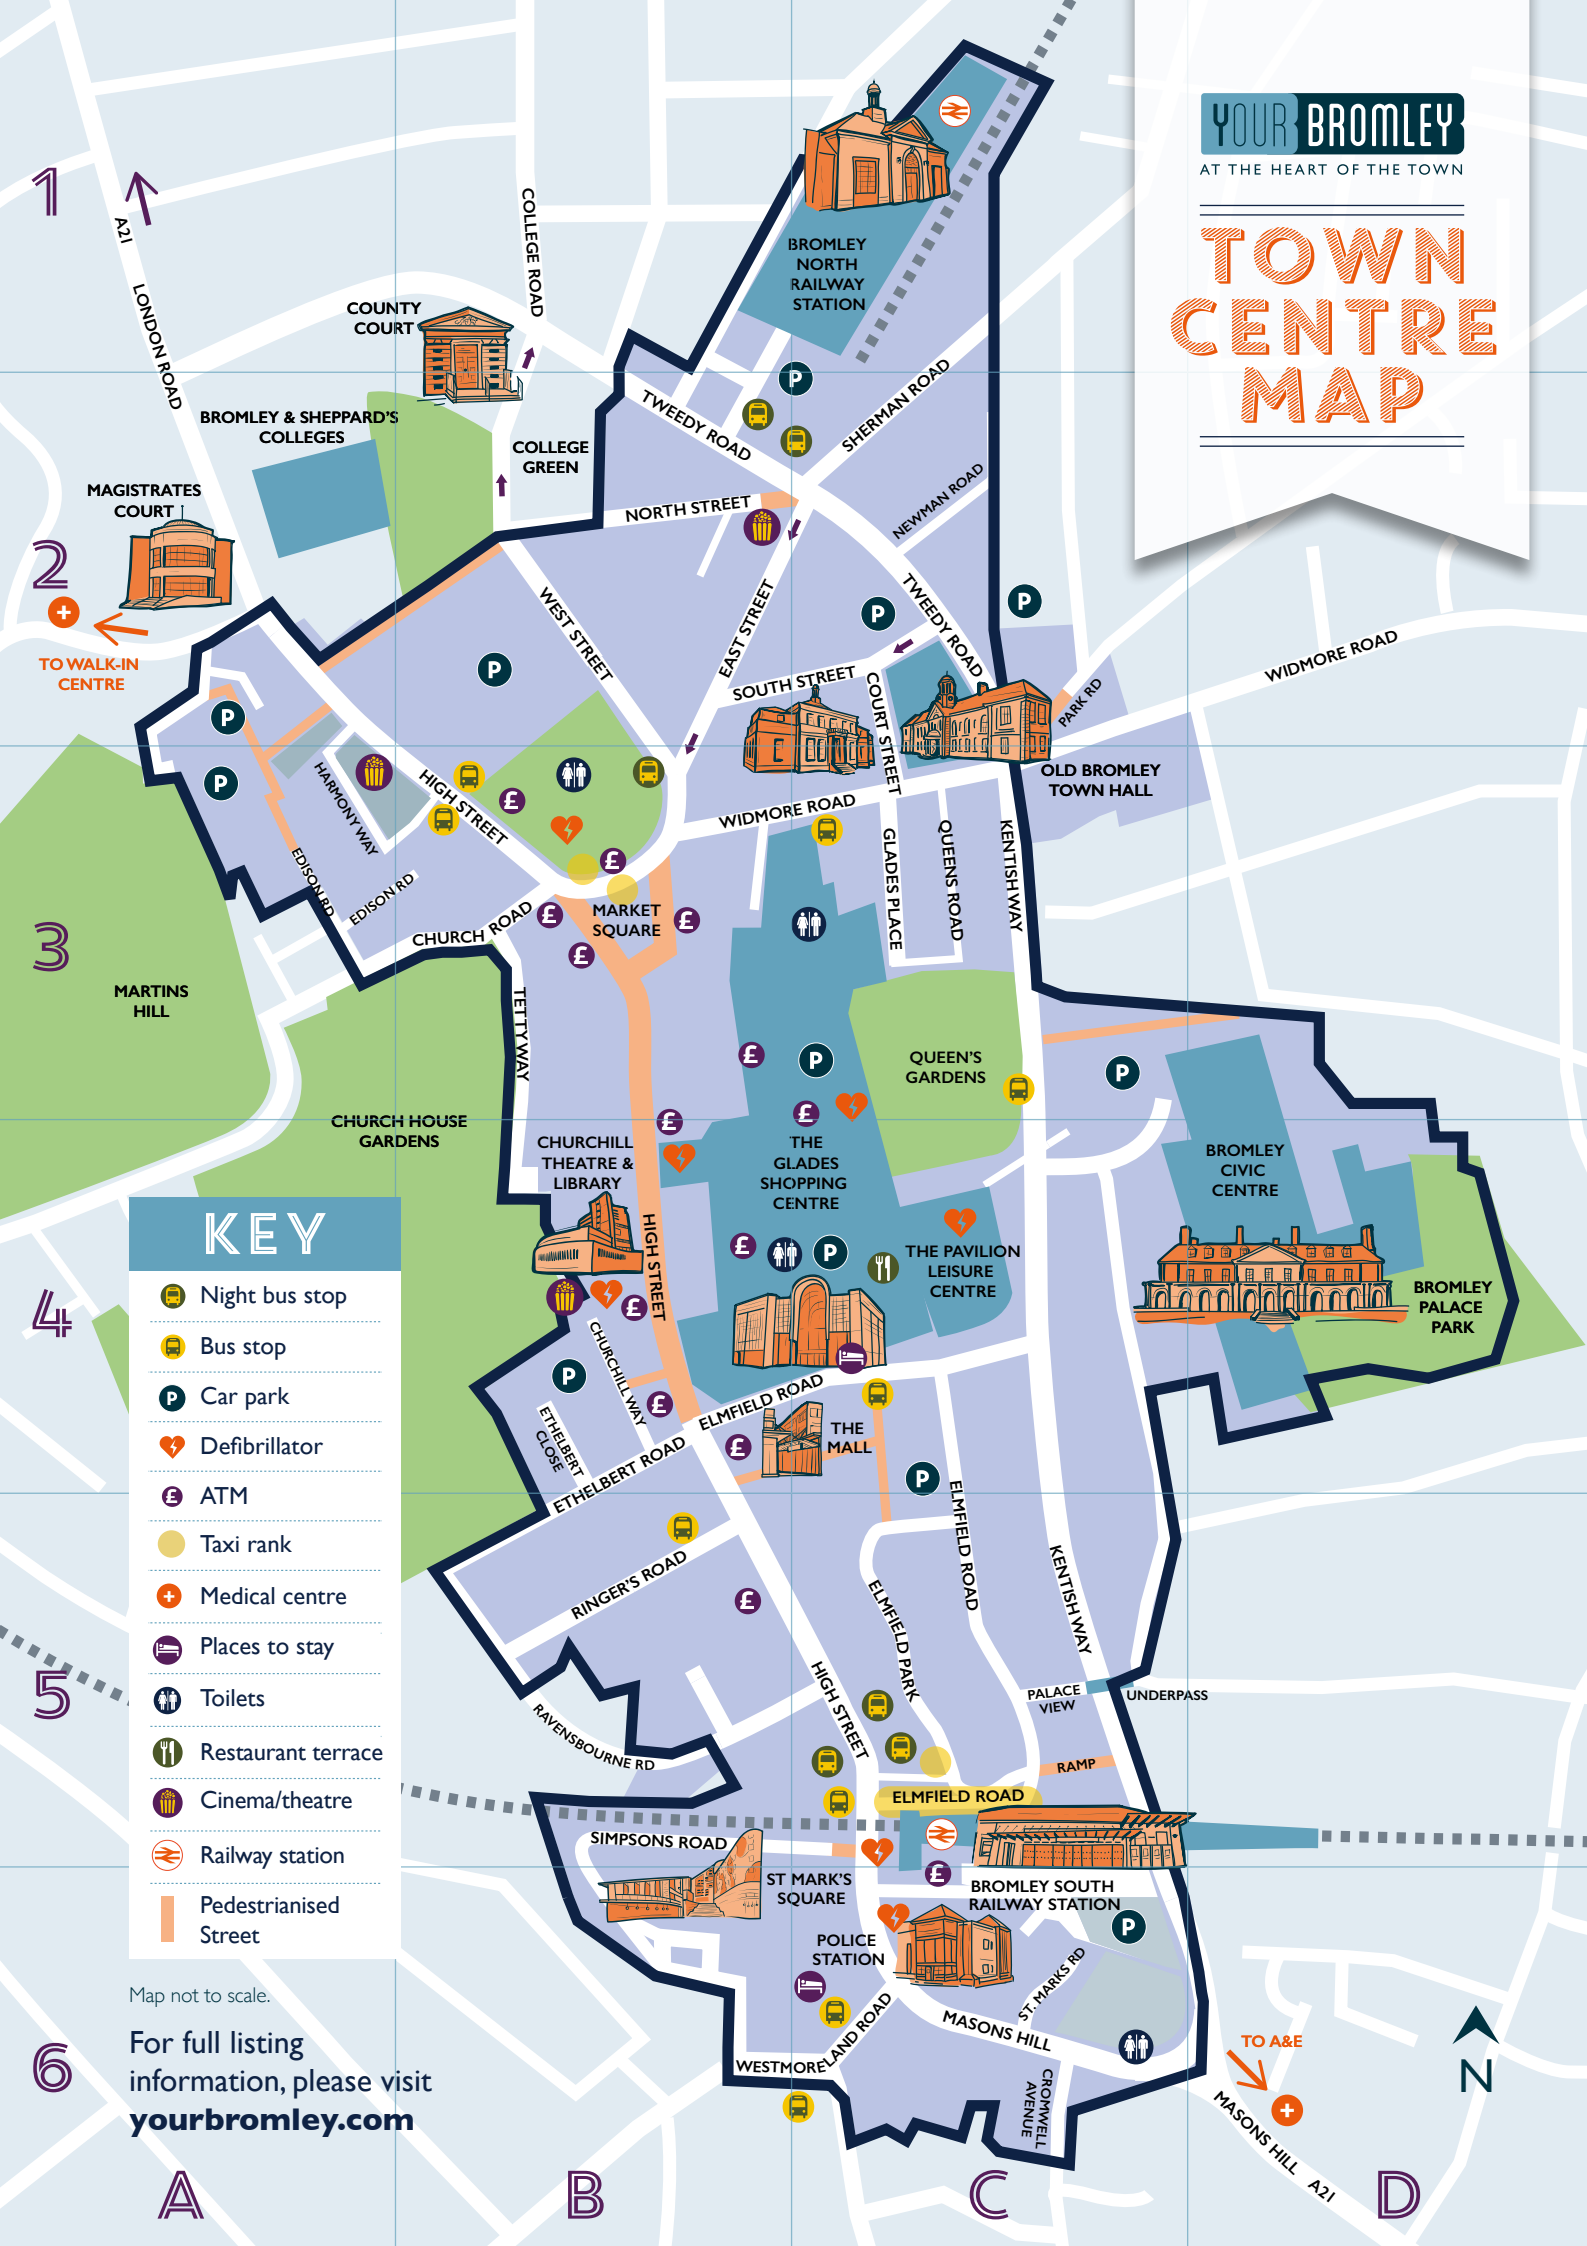 YOUR BROMLEY
AT THE HEART OF THE TOWN
TOWN
CENTRE
MAP
1
A21
LONDON ROAD
COLLEGE ROAD
COUNTY
COURT
BROMLEY
NORTH
RAILWAY
STATION
P
TWEEDY ROAD
SHERMAN ROAD
BROMLEY & SHEPPARD'S
COLLEGES
COLLEGE
GREEN
MAGISTRATES
COURT
NORTH STREET
NEWMAN ROAD
2
TO WALK-IN
CENTRE
WEST STREET
EAST STREET
TWEEDY ROAD
P
P
P
SOUTH STREET
COURT STREET
PARK RD
WIDMORE ROAD
P
P
HARMONY WAY
HIGH STREET
£
WIDMORE ROAD
OLD BROMLEY
TOWN HALL
EDISON RD
EDISON RD
£
GLADES PLACE
QUEENS ROAD
KENTISH WAY
CHURCH ROAD
£
MARKET
SQUARE
£
£
3
MARTINS
HILL
TETTY WAY
£
P
QUEEN'S
GARDENS
P
£
£
CHURCH HOUSE
GARDENS
CHURCHILL
THEATRE &
LIBRARY
THE
GLADES
SHOPPING
CENTRE
BROMLEY
CIVIC
CENTRE
HIGH STREET
£
P
THE PAVILION
LEISURE
CENTRE
BROMLEY
PALACE
PARK
4
£
CHURCHILL WAY
P
£
ETHELBERT
CLOSE
ELMFIELD ROAD
THE
MALL
£
ETHELBERT ROAD
P
ELMFIELD ROAD
KENTISH WAY
RINGER'S ROAD
£
ELMFIELD PARK
5
HIGH STREET
PALACE
VIEW
UNDERPASS
RAVENSBOURNE RD
RAMP
ELMFIELD ROAD
SIMPSONS ROAD
£
ST MARK'S
SQUARE
BROMLEY SOUTH
RAILWAY STATION
P
POLICE
STATION
ST. MARKS RD
MASONS HILL
WESTMORELAND ROAD
CROMWELL
AVENUE
TO A&E
MASONS HILL
A21
N
6
KEY
Night bus stop
Bus stop
P Car park
Defibrillator
£ ATM
Taxi rank
Medical centre
Places to stay
Toilets
Restaurant terrace
Cinema/theatre
Railway station
Pedestrianised
Street
Map not to scale.
For full listing
information, please visit
yourbromley.com
A
B
C
D